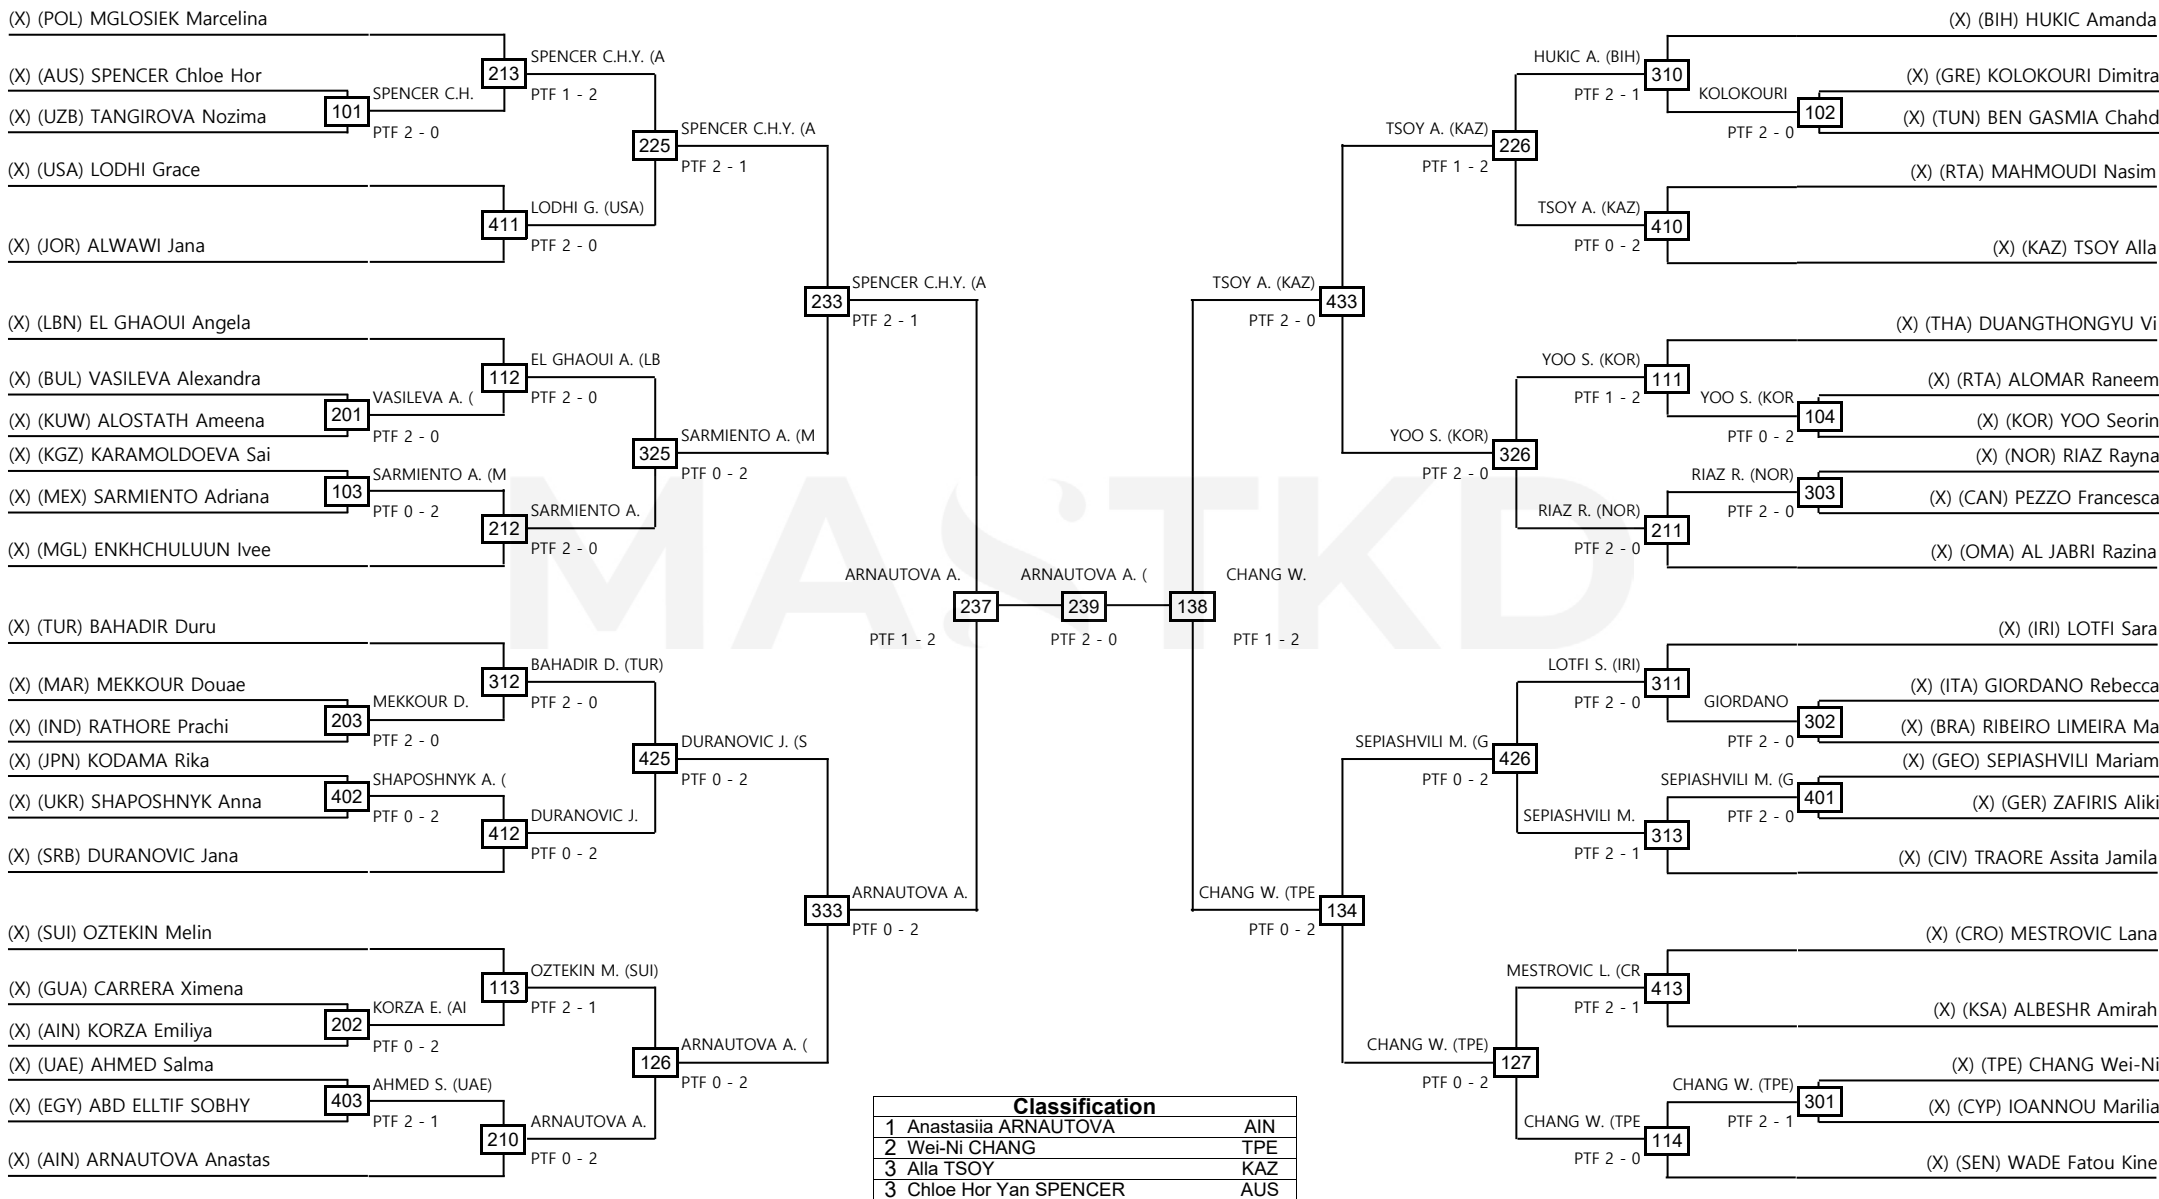 (X) (POL) MGLOSIEK Marcelina
(X) (AUS) SPENCER Chloe Hor
(X) (UZB) TANGIROVA Nozima
(X) (USA) LODHI Grace
(X) (JOR) ALWAWI Jana
(X) (LBN) EL GHAOUI Angela
(X) (BUL) VASILEVA Alexandra
(X) (KUW) ALOSTATH Ameena
(X) (KGZ) KARAMOLDOEVA Sai
(X) (MEX) SARMIENTO Adriana
(X) (MGL) ENKHCHULUUN Ivee
(X) (TUR) BAHADIR Duru
(X) (MAR) MEKKOUR Douae
(X) (IND) RATHORE Prachi
(X) (JPN) KODAMA Rika
(X) (UKR) SHAPOSHNYK Anna
(X) (SRB) DURANOVIC Jana
(X) (SUI) OZTEKIN Melin
(X) (GUA) CARRERA Ximena
(X) (AIN) KORZA Emiliya
(X) (UAE) AHMED Salma
(X) (EGY) ABD ELLTIF SOBHY
(X) (AIN) ARNAUTOVA Anastas
101
SPENCER C.H.
PTF 2 - 0
201
VASILEVA A. (
PTF 2 - 0
103
SARMIENTO A. (M
PTF 0 - 2
203
MEKKOUR D.
PTF 2 - 0
402
SHAPOSHNYK A. (
PTF 0 - 2
202
KORZA E. (AI
PTF 0 - 2
403
AHMED S. (UAE)
PTF 2 - 1
213
SPENCER C.H.Y. (A
PTF 1 - 2
411
LODHI G. (USA)
PTF 2 - 0
112
EL GHAOUI A. (LB
PTF 2 - 0
212
SARMIENTO A.
PTF 2 - 0
312
BAHADIR D. (TUR)
PTF 2 - 0
412
DURANOVIC J.
PTF 0 - 2
113
OZTEKIN M. (SUI)
PTF 2 - 1
210
ARNAUTOVA A.
PTF 0 - 2
225
SPENCER C.H.Y. (A
PTF 2 - 1
325
SARMIENTO A. (M
PTF 0 - 2
425
DURANOVIC J. (S
PTF 0 - 2
126
ARNAUTOVA A. (
PTF 0 - 2
233
SPENCER C.H.Y. (A
PTF 2 - 1
333
ARNAUTOVA A.
PTF 0 - 2
ARNAUTOVA A.
237
PTF 1 - 2
ARNAUTOVA A. (
239
PTF 2 - 0
CHANG W.
138
PTF 1 - 2
MASTKD
TSOY A. (KAZ)
433
PTF 2 - 0
CHANG W. (TPE
134
PTF 0 - 2
TSOY A. (KAZ)
226
PTF 1 - 2
YOO S. (KOR)
326
PTF 2 - 0
SEPIASHVILI M. (G
426
PTF 0 - 2
CHANG W. (TPE)
127
PTF 0 - 2
HUKIC A. (BIH)
310
PTF 2 - 1
TSOY A. (KAZ)
410
PTF 0 - 2
YOO S. (KOR)
111
PTF 1 - 2
RIAZ R. (NOR)
211
PTF 2 - 0
LOTFI S. (IRI)
311
PTF 2 - 0
SEPIASHVILI M.
313
PTF 2 - 1
MESTROVIC L. (CR
413
PTF 2 - 1
CHANG W. (TPE
114
PTF 2 - 0
KOLOKOURI
102
PTF 2 - 0
YOO S. (KOR
104
PTF 0 - 2
RIAZ R. (NOR)
303
PTF 2 - 0
GIORDANO
302
PTF 2 - 0
SEPIASHVILI M. (G
401
PTF 2 - 0
CHANG W. (TPE)
301
PTF 2 - 1
(X) (BIH) HUKIC Amanda
(X) (GRE) KOLOKOURI Dimitra
(X) (TUN) BEN GASMIA Chahd
(X) (RTA) MAHMOUDI Nasim
(X) (KAZ) TSOY Alla
(X) (THA) DUANGTHONGYU Vi
(X) (RTA) ALOMAR Raneem
(X) (KOR) YOO Seorin
(X) (NOR) RIAZ Rayna
(X) (CAN) PEZZO Francesca
(X) (OMA) AL JABRI Razina
(X) (IRI) LOTFI Sara
(X) (ITA) GIORDANO Rebecca
(X) (BRA) RIBEIRO LIMEIRA Ma
(X) (GEO) SEPIASHVILI Mariam
(X) (GER) ZAFIRIS Aliki
(X) (CIV) TRAORE Assita Jamila
(X) (CRO) MESTROVIC Lana
(X) (KSA) ALBESHR Amirah
(X) (TPE) CHANG Wei-Ni
(X) (CYP) IOANNOU Marilia
(X) (SEN) WADE Fatou Kine
Classification
1 Anastasiia ARNAUTOVA AIN
2 Wei-Ni CHANG TPE
3 Alla TSOY KAZ
3 Chloe Hor Yan SPENCER AUS